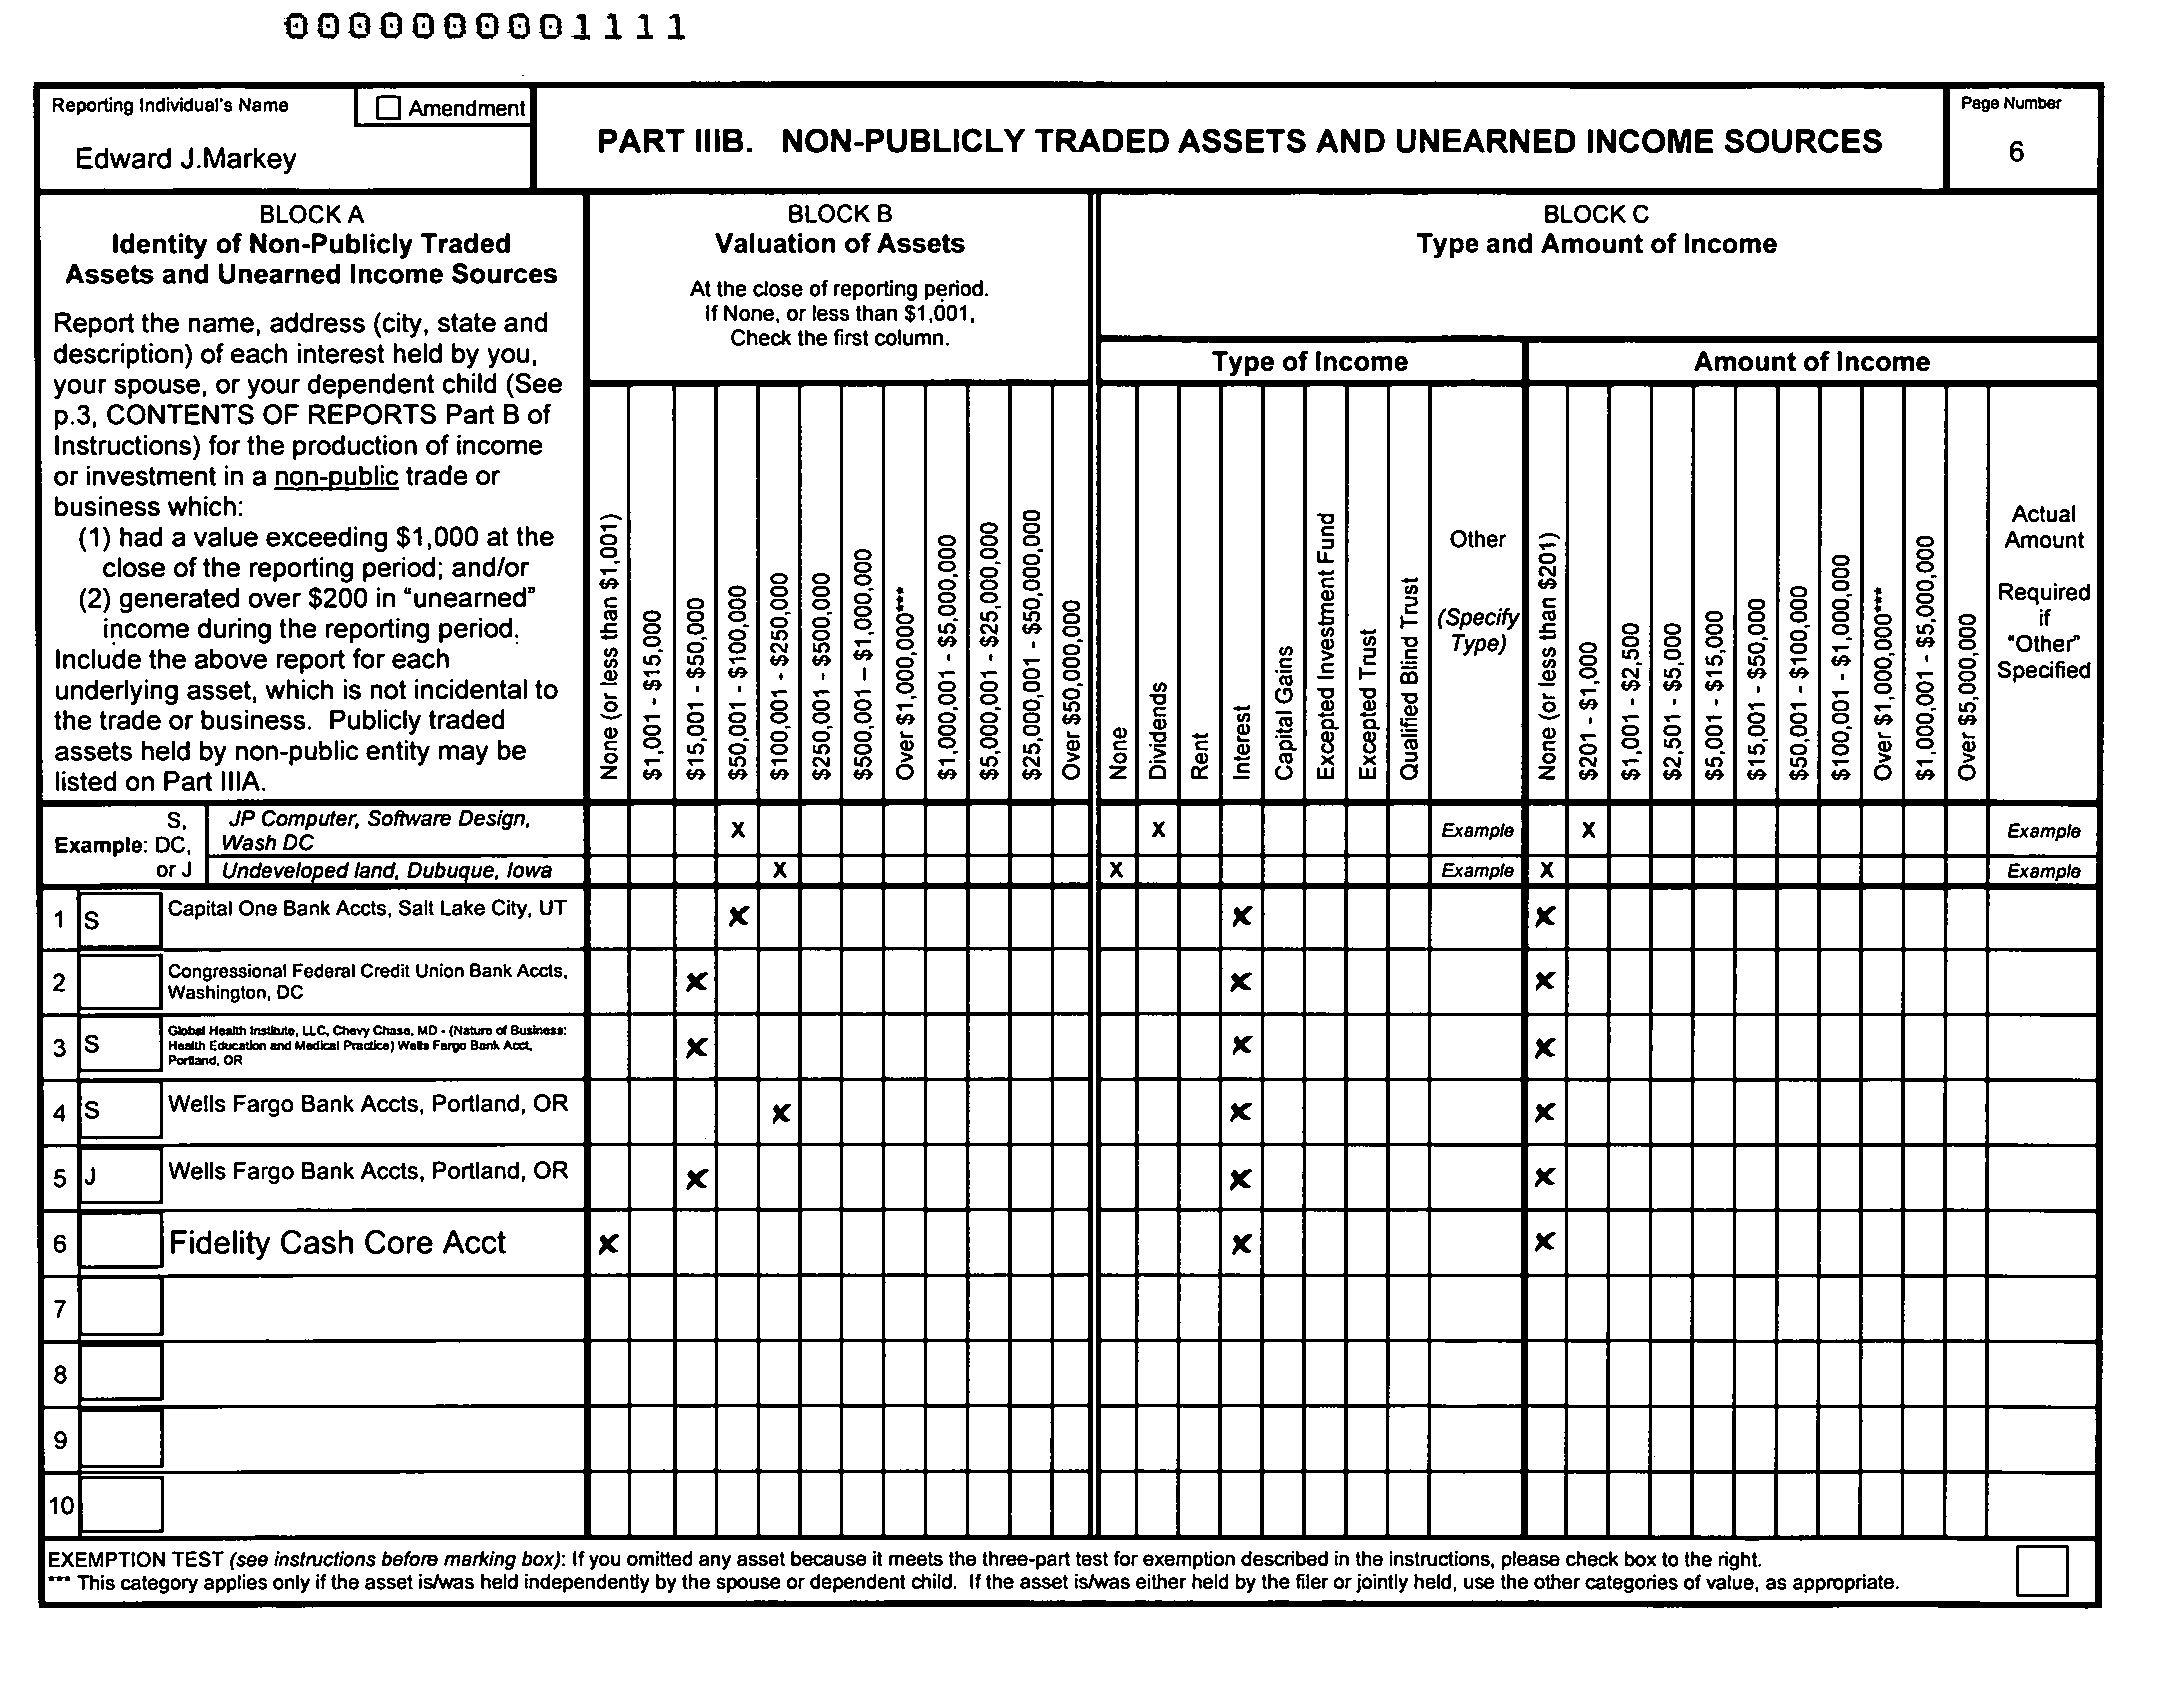 0000000001111
Reporting Individual's Name
Amendment
Edward J.Markey
PART IIIB. NON-PUBLICLY TRADED ASSETS AND UNEARNED INCOME SOURCES
Page Number
6
BLOCK A
Identity of Non-Publicly Traded
Assets and Unearned Income Sources
Report the name, address (city, state and
description) of each interest held by you,
your spouse, or your dependent child (See
p.3, CONTENTS OF REPORTS Part B of
Instructions) for the production of income
or investment in a non-public trade or
business which:
(1) had a value exceeding $1,000 at the
close of the reporting period; and/or
(2) generated over $200 in "unearned"
income during the reporting period.
Include the above report for each
underlying asset, which is not incidental to
the trade or business. Publicly traded
assets held by non-public entity may be
listed on Part IIIA.
BLOCK B
Valuation of Assets
At the close of reporting period.
If None, or less than $1,001,
Check the first column.
None (or less than $1,001)
$1,001 - $15,000
$15,001 - $50,000
$50,001 - $100,000
$100,001 - $250,000
$250,001 - $500,000
$500,001 – $1,000,000
Over $1,000,000***
$1,000,001 - $5,000,000
$5,000,001 - $25,000,000
$25,000,001 - $50,000,000
Over $50,000,000
BLOCK C
Type and Amount of Income
Type of Income
None
Dividends
Rent
Interest
Capital Gains
Excepted Investment Fund
Excepted Trust
Qualified Blind Trust
Other
(Specify
Type)
Amount of Income
None (or less than $201)
$201 - $1,000
$1,001 - $2,500
$2,501 - $5,000
$5,001 - $15,000
$15,001 - $50,000
$50,001 - $100,000
$100,001 - $1,000,000
Over $1,000,000***
$1,000,001 - $5,000,000
Over $5,000,000
Actual
Amount
Required
if
"Other"
Specified
Example:
S,
DC,
or J
JP Computer, Software Design,
Wash DC
X X Example X Example
Undeveloped land, Dubuque, Iowa X X Example X Example
1 S Capital One Bank Accts, Salt Lake City, UT X X X
2 Congressional Federal Credit Union Bank Accts,
Washington, DC X X X
3 S Global Health Institute, LLC, Chevy Chase, MD - (Nature of Business:
Health Education and Medical Practice) Wells Fargo Bank Acct,
Portland, OR X X X
4 S Wells Fargo Bank Accts, Portland, OR X X X
5 J Wells Fargo Bank Accts, Portland, OR X X X
6 Fidelity Cash Core Acct X X X
7
8
9
10
EXEMPTION TEST (see instructions before marking box): If you omitted any asset because it meets the three-part test for exemption described in the instructions, please check box to the right.
*** This category applies only if the asset is/was held independently by the spouse or dependent child. If the asset is/was either held by the filer or jointly held, use the other categories of value, as appropriate.